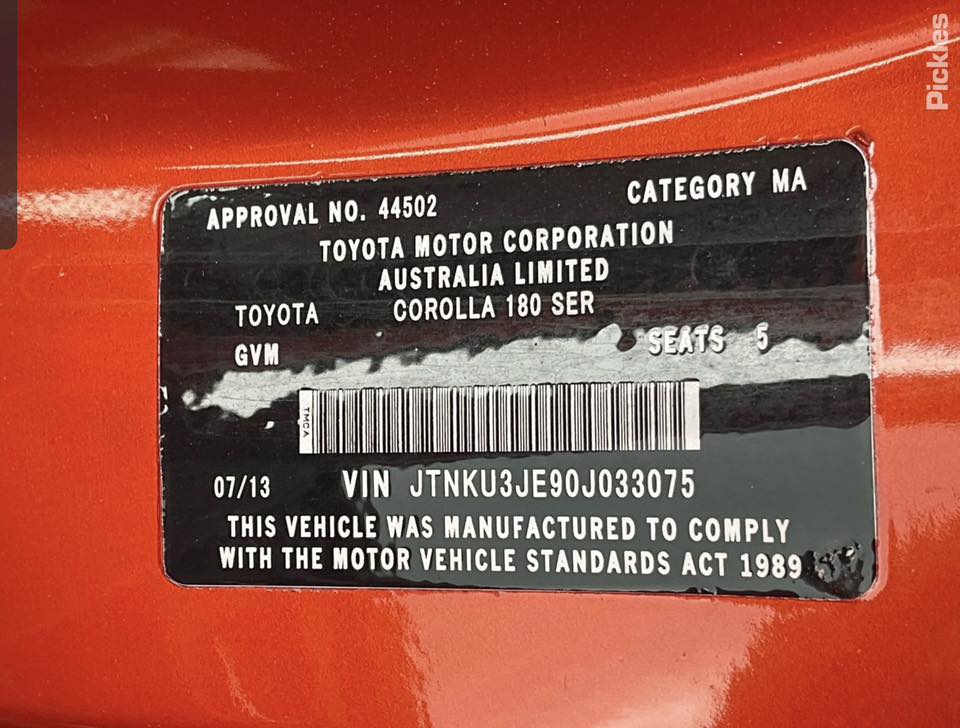 Pickles
APPROVAL NO. 44502 CATEGORY MA
TOYOTA MOTOR CORPORATION
AUSTRALIA LIMITED
TOYOTA COROLLA 180 SER
GVM SEATS 5
TMCA
07/13 VIN JTNKU3JE90J033075
THIS VEHICLE WAS MANUFACTURED TO COMPLY
WITH THE MOTOR VEHICLE STANDARDS ACT 1989